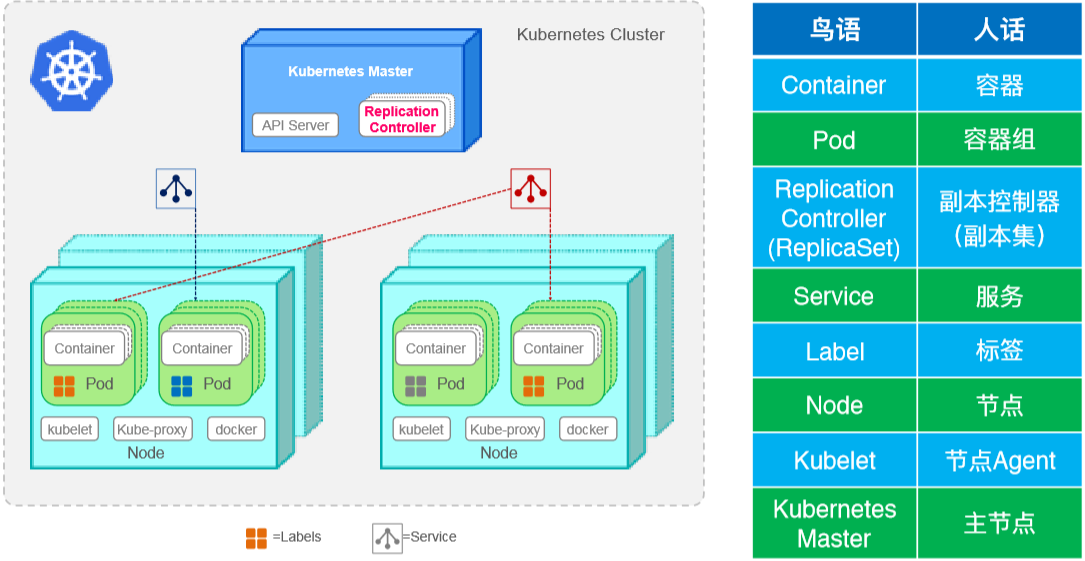 Kubernetes Cluster
Kubernetes Master
API Server
Replication
Controller
Container
Pod
Container
Pod
kubelet
Kube-proxy
docker
Node
Container
Pod
Container
Pod
kubelet
Kube-proxy
docker
Node
=Labels
=Service
鸟语
人话
Container
容器
Pod
容器组
Replication
Controller
(ReplicaSet)
副本控制器
（副本集）
Service
服务
Label
标签
Node
节点
Kubelet
节点Agent
Kubernetes
Master
主节点